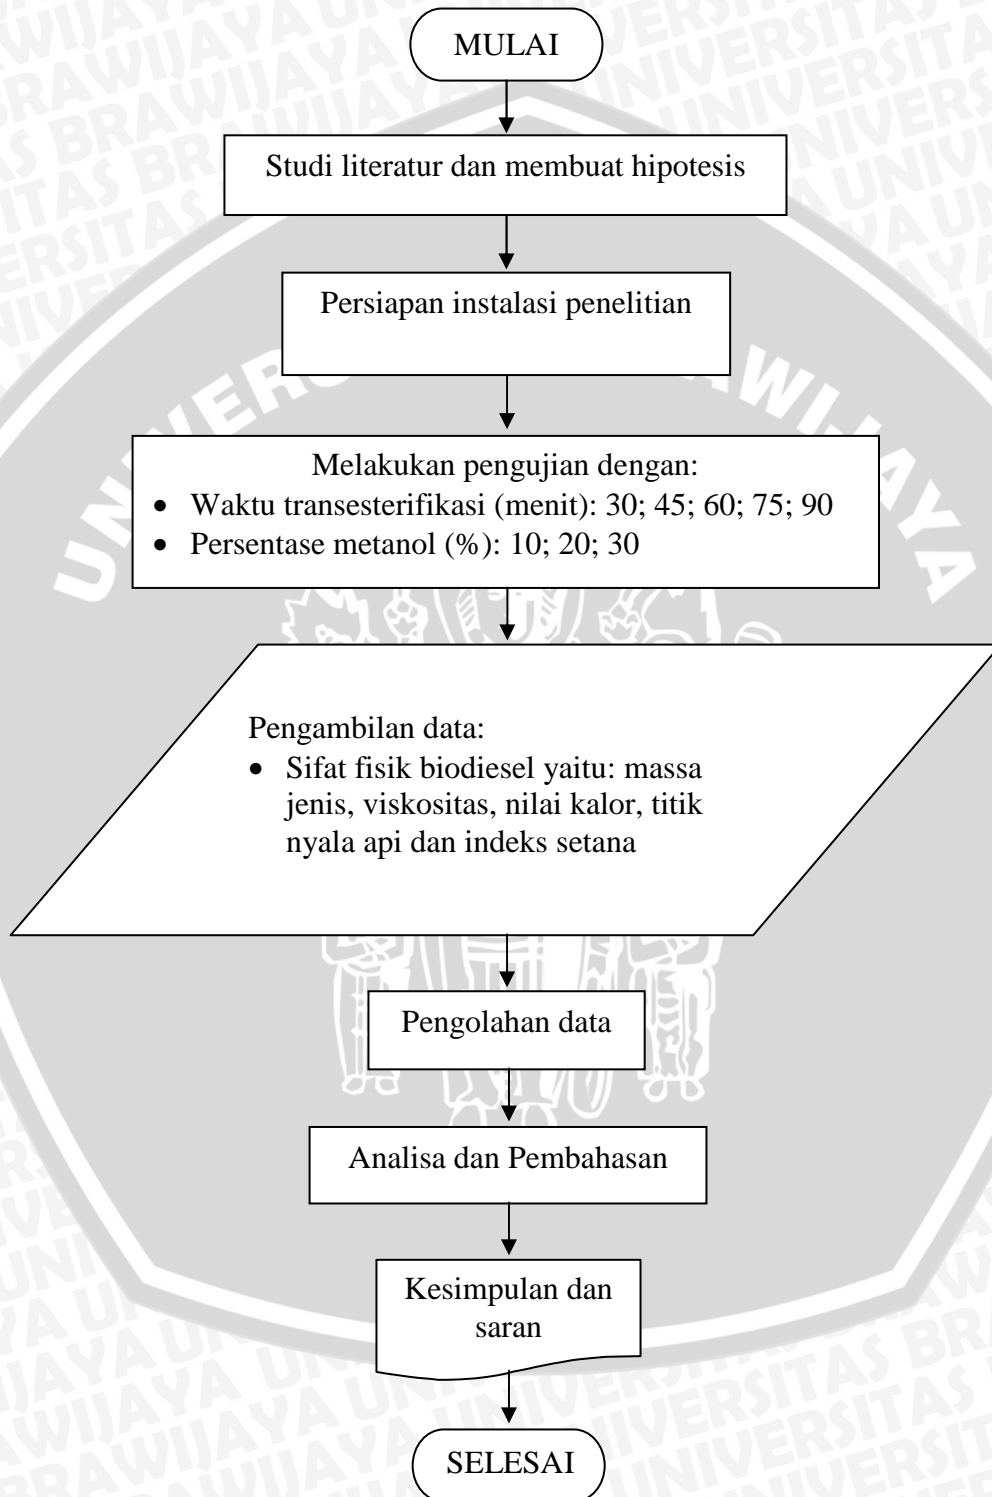 MULAI
Studi literatur dan membuat hipotesis
Persiapan instalasi penelitian
Melakukan pengujian dengan:
• Waktu transesterifikasi (menit): 30; 45; 60; 75; 90
• Persentase metanol (%): 10; 20; 30
Pengambilan data:
• Sifat fisik biodiesel yaitu: massa
jenis, viskositas, nilai kalor, titik
nyala api dan indeks setana
Pengolahan data
Analisa dan Pembahasan
Kesimpulan dan
saran
SELESAI